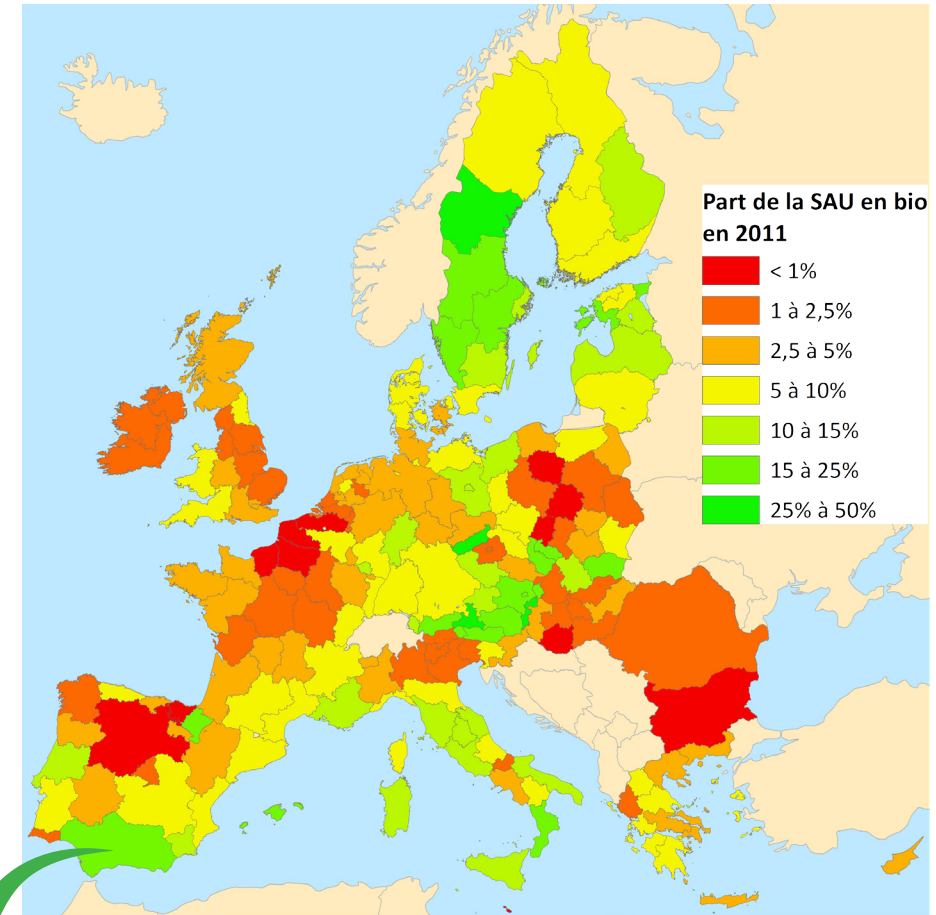 Part de la SAU en bio
en 2011
< 1%
1 à 2,5%
2,5 à 5%
5 à 10%
10 à 15%
15 à 25%
25% à 50%